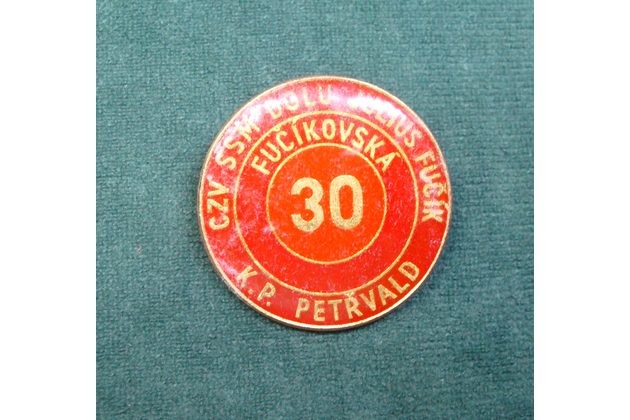 CZV SSM DOLU JULIUS FUČÍK
FUČÍKOVSKÁ
30
K.P. PETŘVALD